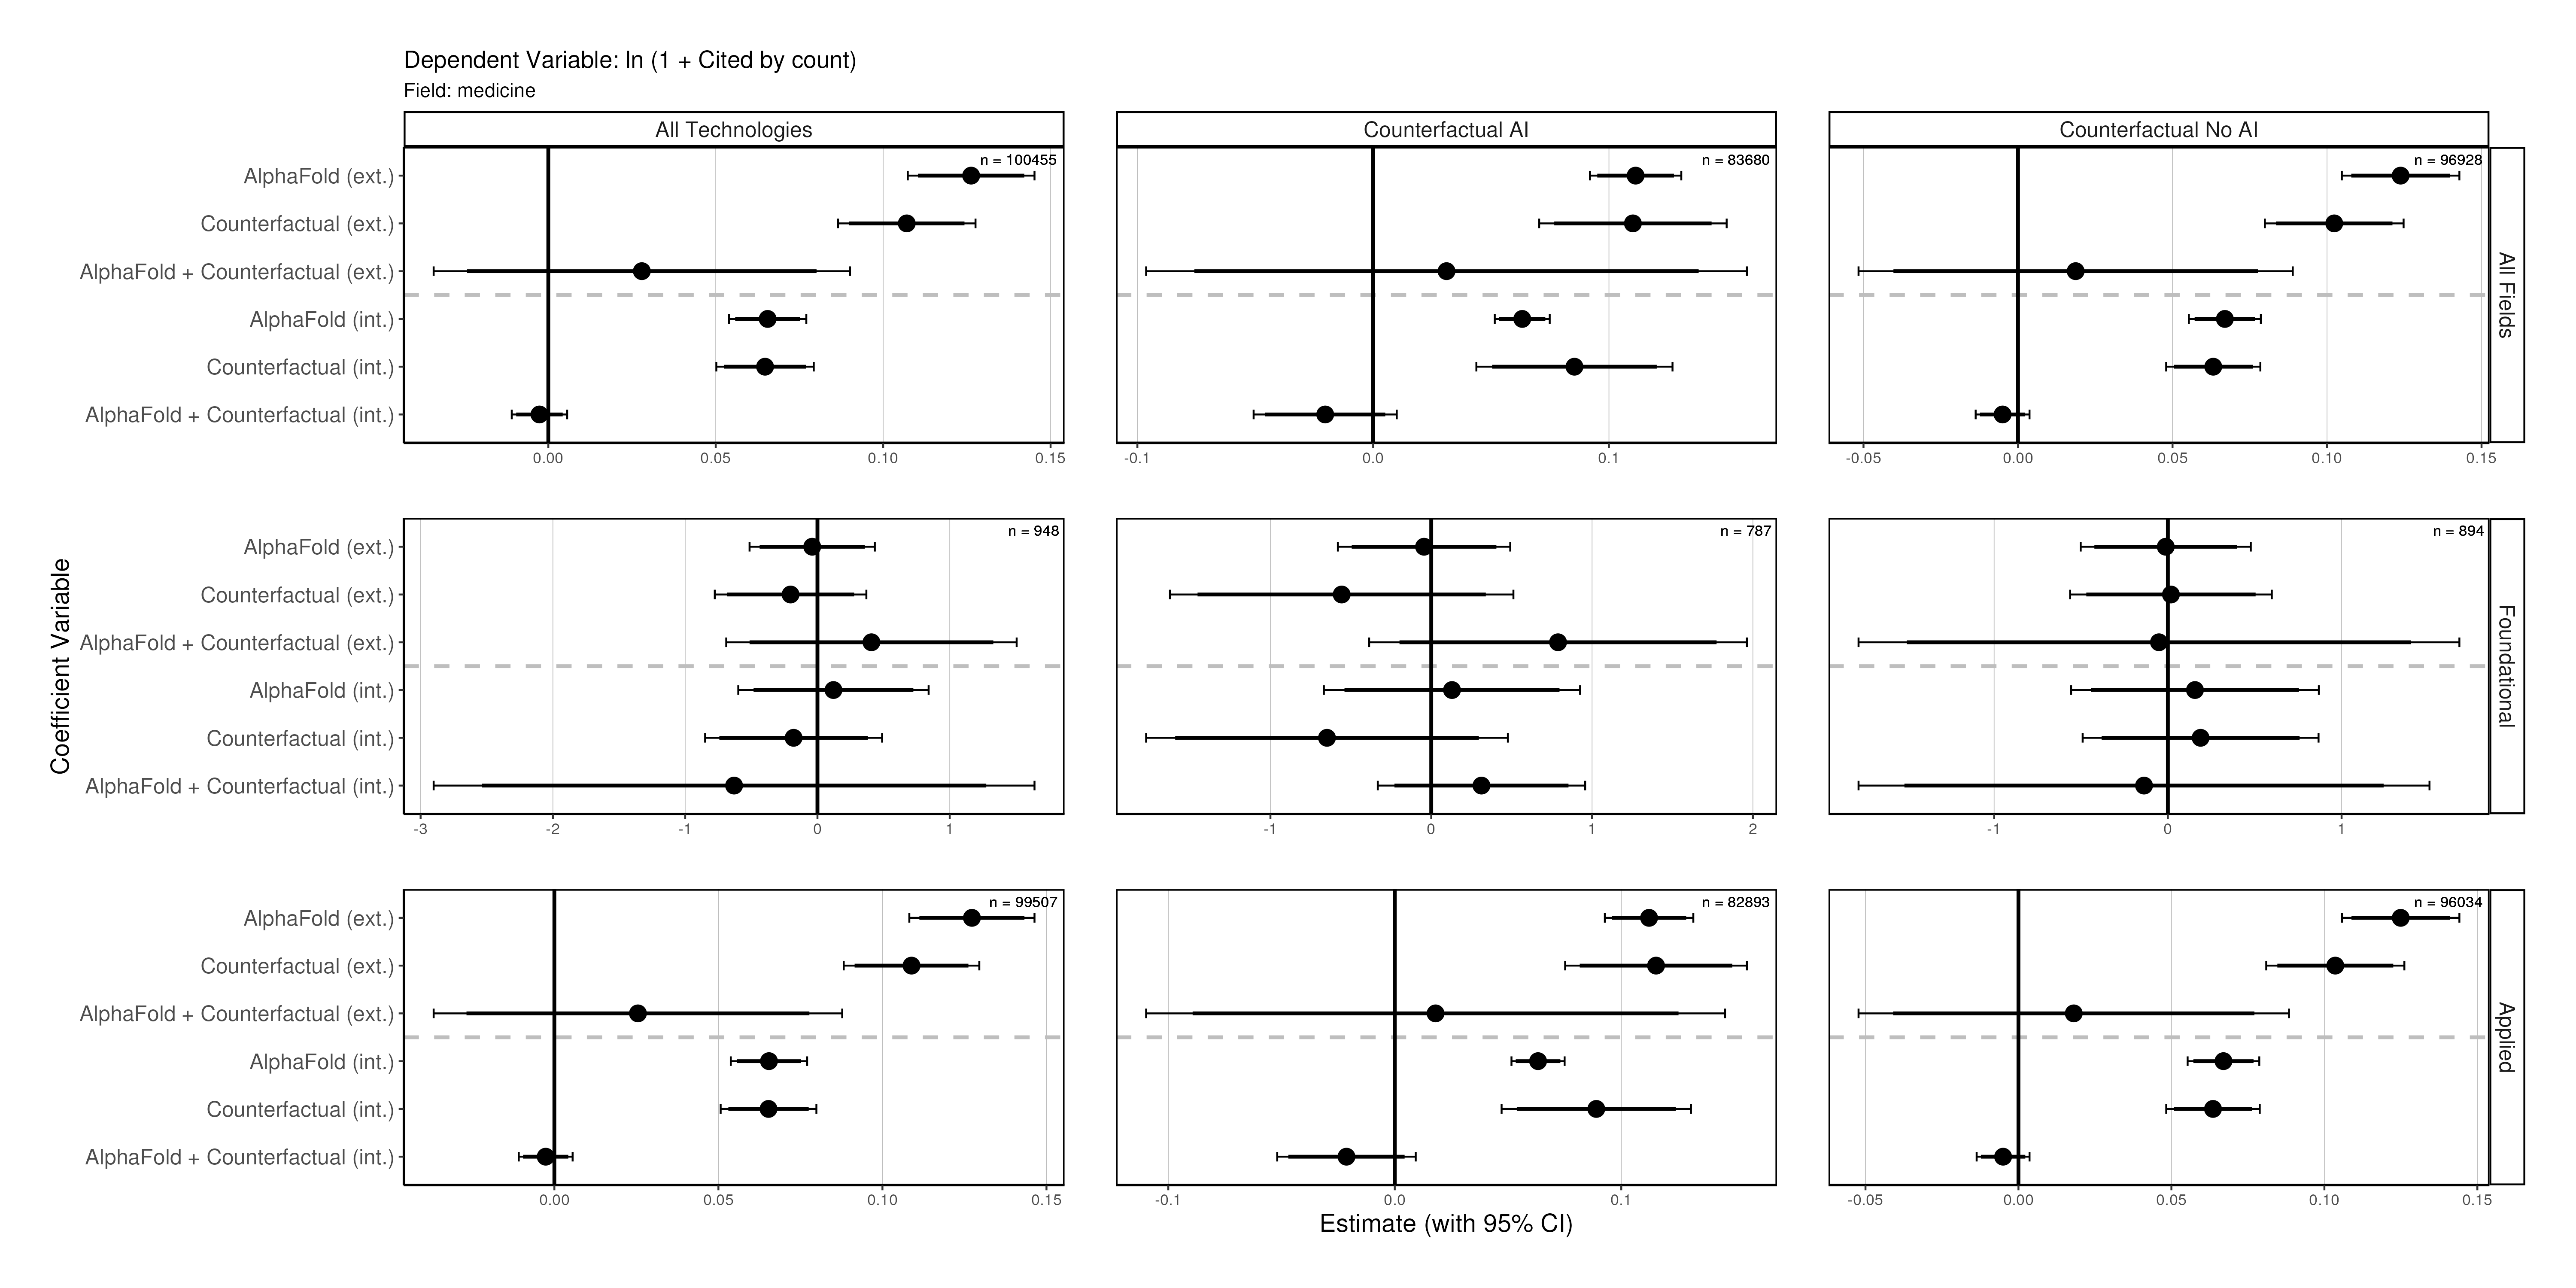 Dependent Variable: ln (1 + Cited by count)
Field: medicine
All Technologies
Counterfactual AI
Counterfactual No AI
AlphaFold (ext.)
Counterfactual (ext.)
AlphaFold + Counterfactual (ext.)
AlphaFold (int.)
Counterfactual (int.)
AlphaFold + Counterfactual (int.)
n = 100455
n = 83680
n = 96928
All Fields
0.00 0.05 0.10 0.15
-0.1 0.0 0.1
-0.05 0.00 0.05 0.10 0.15
Coefficient Variable
AlphaFold (ext.)
Counterfactual (ext.)
AlphaFold + Counterfactual (ext.)
AlphaFold (int.)
Counterfactual (int.)
AlphaFold + Counterfactual (int.)
n = 948
n = 787
n = 894
Foundational
-3 -2 -1 0 1
-1 0 1 2
-1 0 1
AlphaFold (ext.)
Counterfactual (ext.)
AlphaFold + Counterfactual (ext.)
AlphaFold (int.)
Counterfactual (int.)
AlphaFold + Counterfactual (int.)
n = 99507
n = 82893
n = 96034
Applied
0.00 0.05 0.10 0.15
-0.1 0.0 0.1
-0.05 0.00 0.05 0.10 0.15
Estimate (with 95% CI)